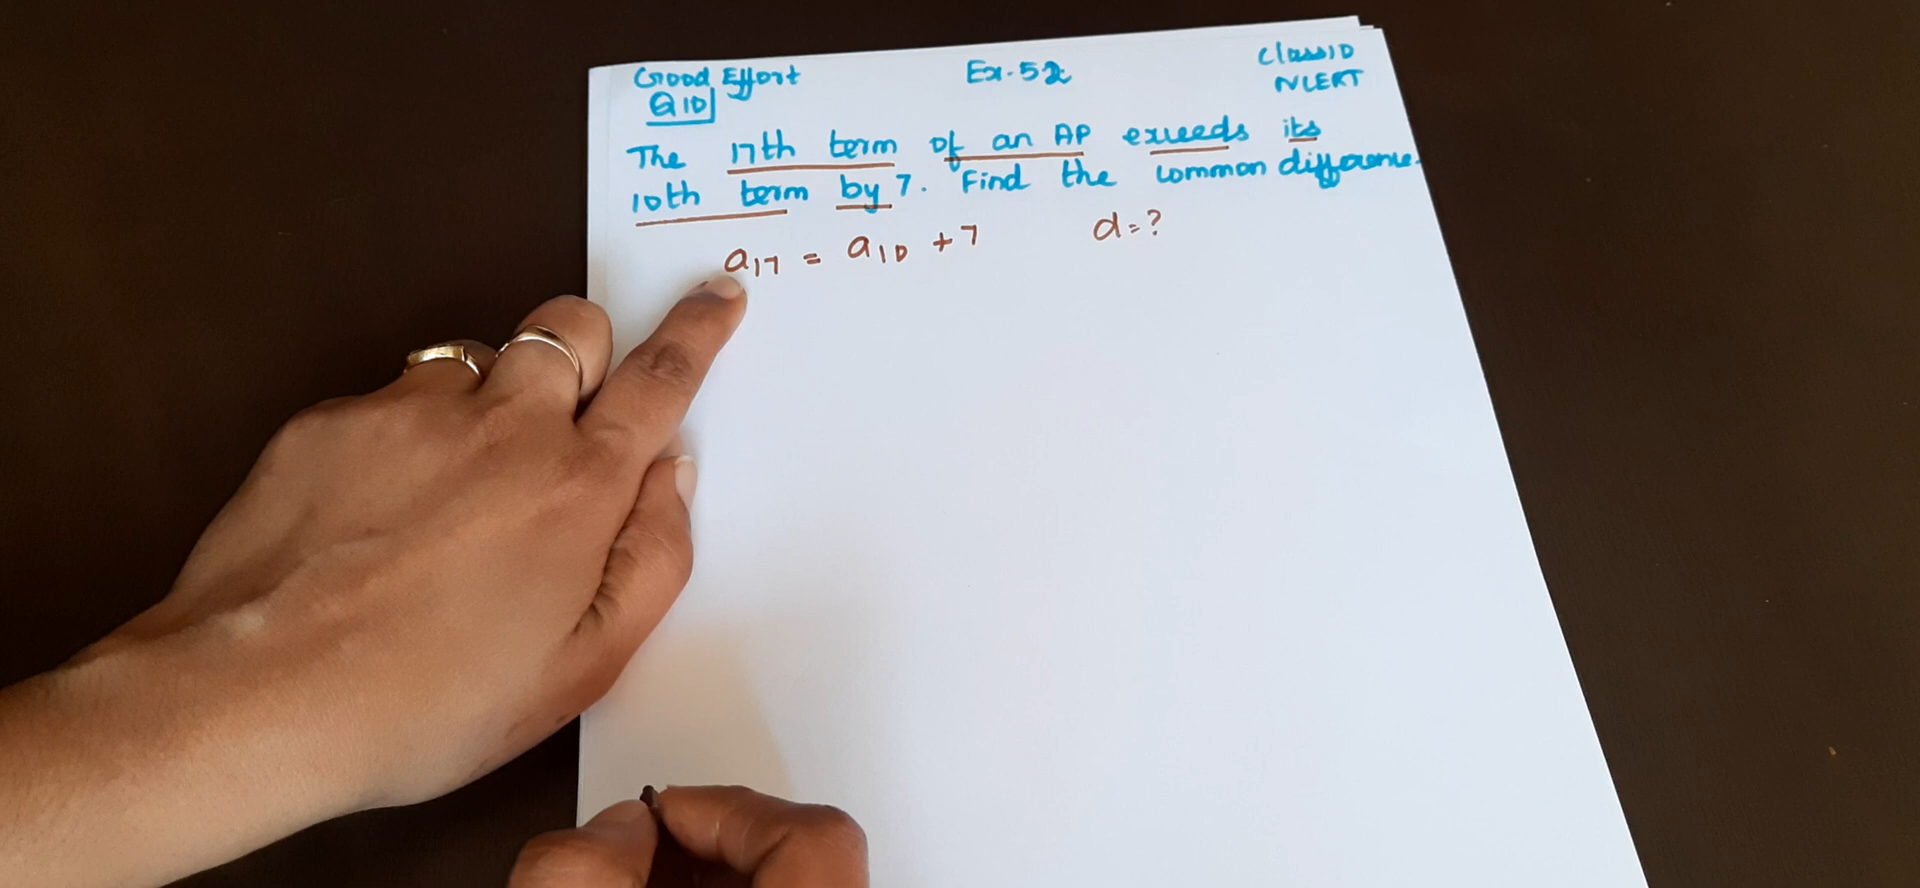 Good Effort Ex. 5.2 Class 10
Q10 NCERT
The 17th term of an AP exceeds its
10th term by 7. Find the common difference.
a17 = a10 + 7 d = ?